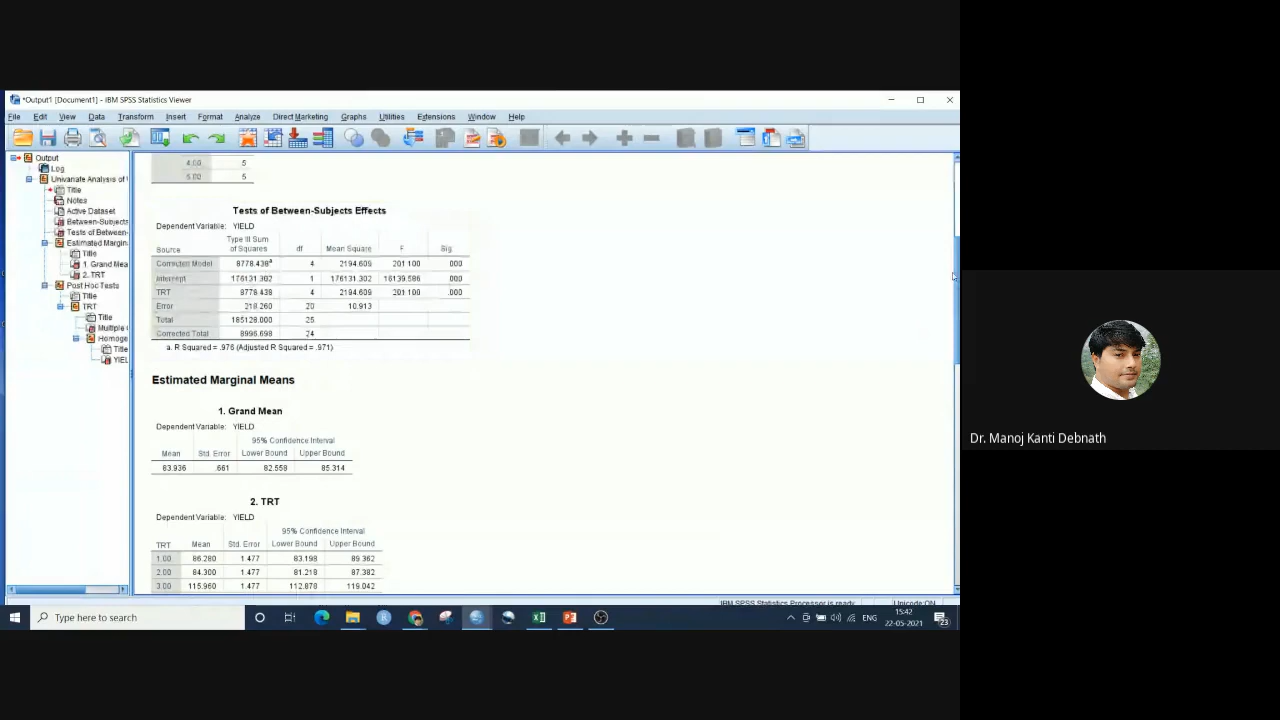 *Output1 [Document1] - IBM SPSS Statistics Viewer
File Edit View Data Transform Insert Format Analyze Direct Marketing Graphs Utilities Extensions Window Help
Output
Log
Univariate Analysis of
Title
Notes
Active Dataset
Between-Subjects
Tests of Between-
Estimated Margin
Title
1. Grand Mea
2. TRT
Post Hoc Tests
Title
TRT
Title
Multiple
Homoge
Title
YIEL
4.00 5
5.00 5
Tests of Between-Subjects Effects
Dependent Variable: YIELD
Source Type III Sum of Squares df Mean Square F Sig.
Corrected Model 8778.438a 4 2194.609 201.100 .000
Intercept 176131.302 1 176131.302 16139.586 .000
TRT 8778.438 4 2194.609 201.100 .000
Error 218.260 20 10.913
Total 185128.000 25
Corrected Total 8996.698 24
a. R Squared = .976 (Adjusted R Squared = .971)
Estimated Marginal Means
1. Grand Mean
Dependent Variable: YIELD
95% Confidence Interval
Mean Std. Error Lower Bound Upper Bound
83.936 .661 82.558 85.314
2. TRT
Dependent Variable: YIELD
95% Confidence Interval
TRT Mean Std. Error Lower Bound Upper Bound
1.00 86.280 1.477 83.198 89.362
2.00 84.300 1.477 81.218 87.382
3.00 115.960 1.477 112.878 119.042
IBM SPSS Statistics Processor is ready Unicode:ON
Type here to search
ENG
15:42
22-05-2021
23
Dr. Manoj Kanti Debnath